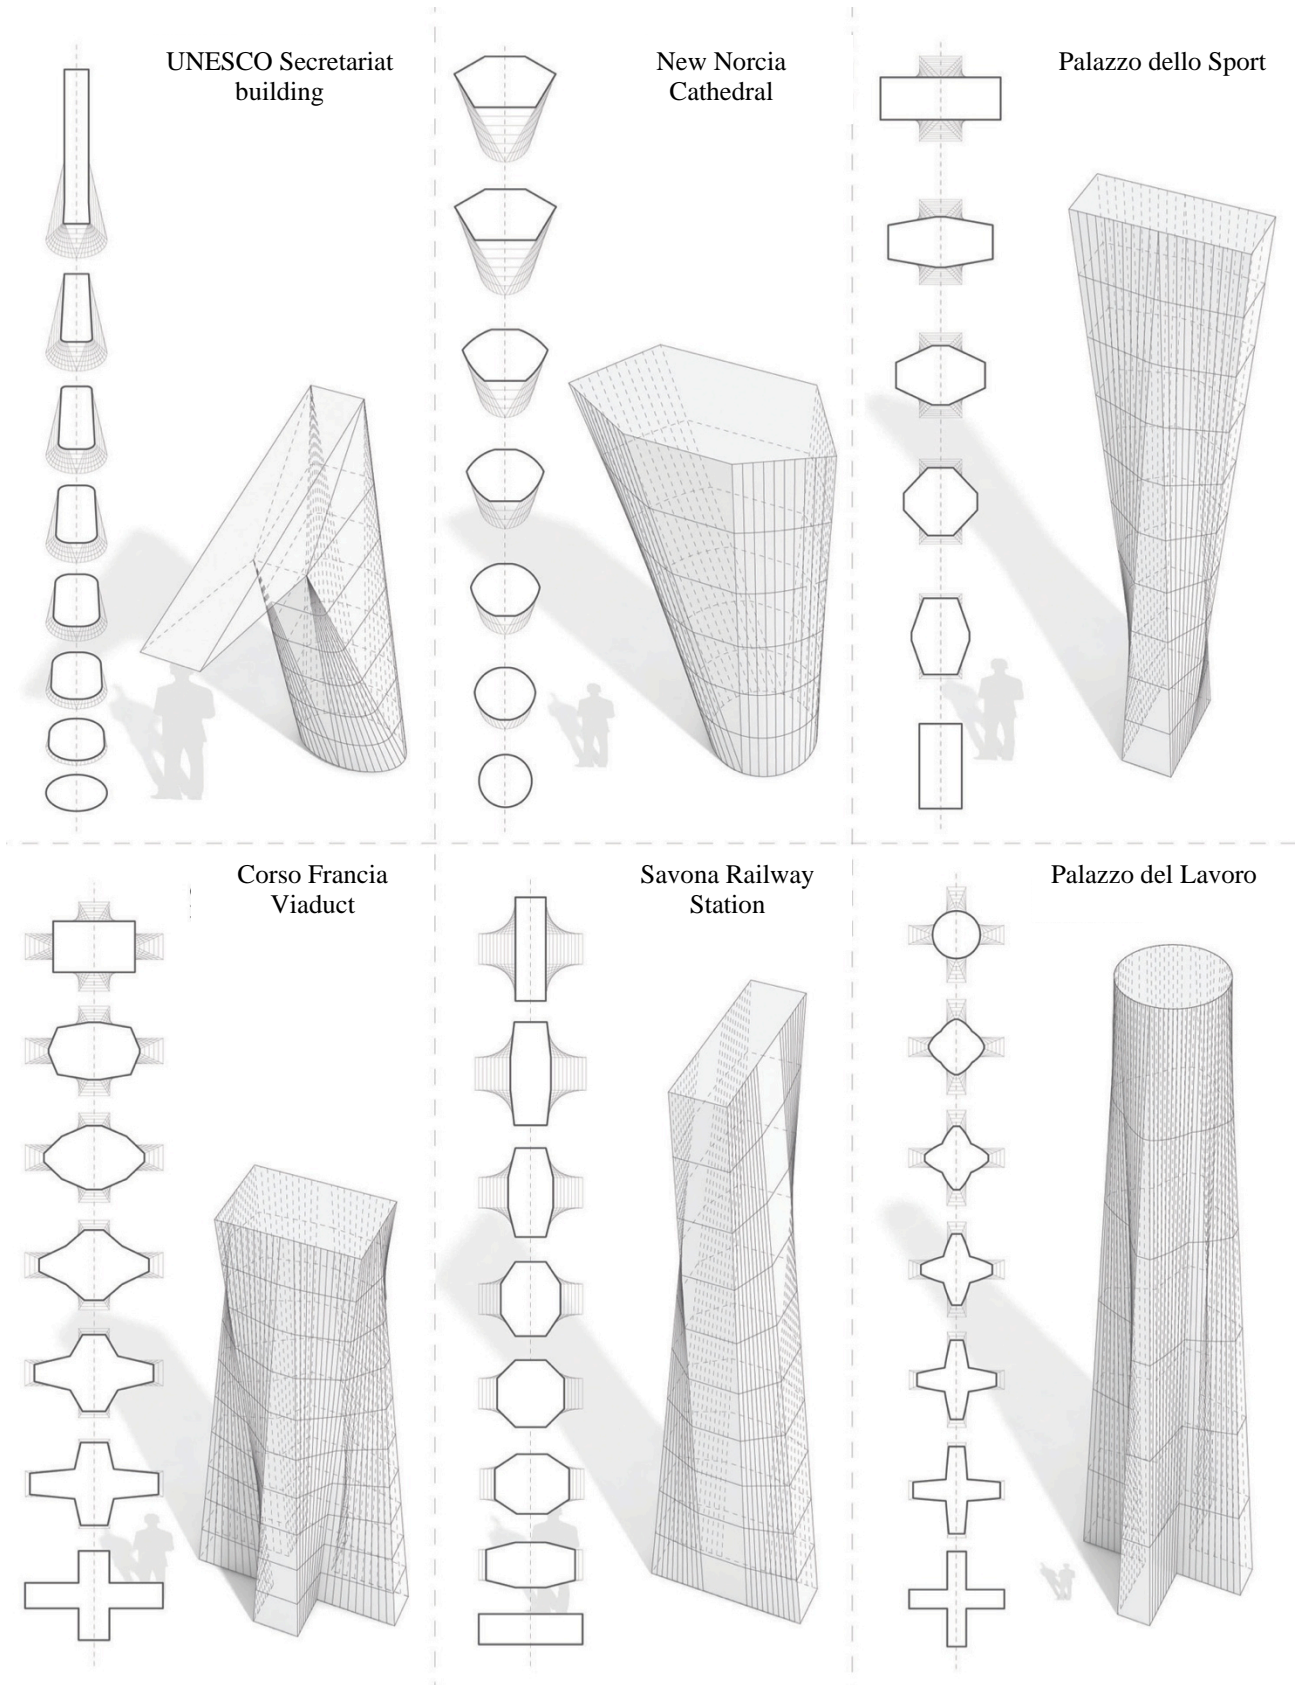 UNESCO Secretariat
building
New Norcia
Cathedral
Palazzo dello Sport
Corso Francia
Viaduct
Savona Railway
Station
Palazzo del Lavoro